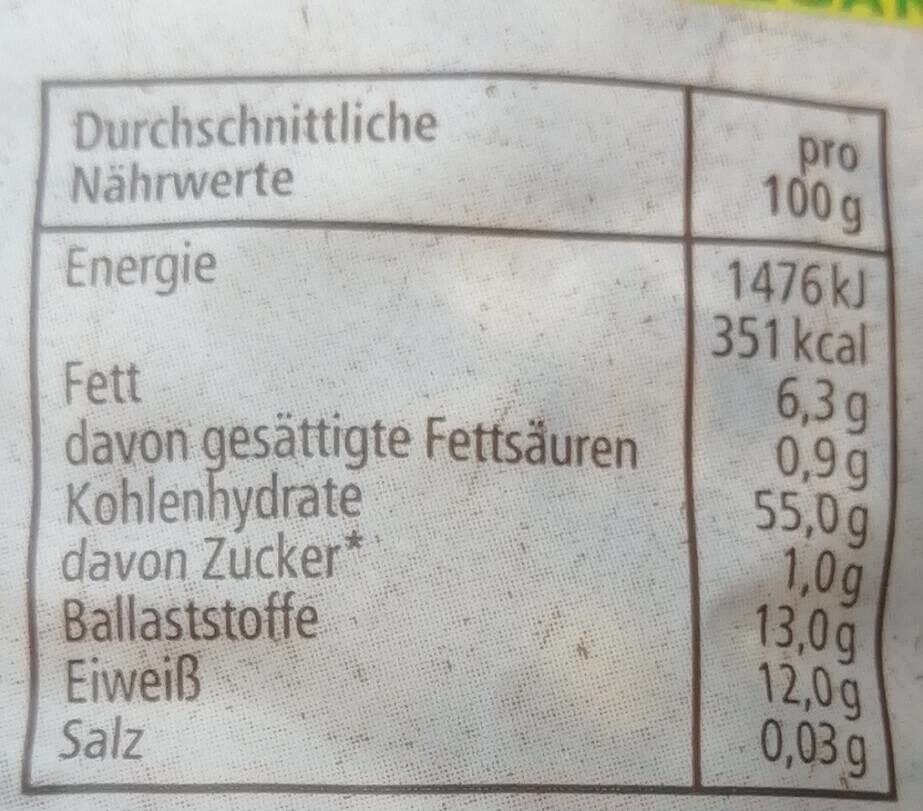 Durchschnittliche
Nährwerte
pro
100 g
Energie 1476 kJ
351 kcal
Fett 6,3 g
davon gesättigte Fettsäuren 0,9 g
Kohlenhydrate 55,0 g
davon Zucker* 1,0 g
Ballaststoffe 13,0 g
Eiweiß 12,0 g
Salz 0,03 g